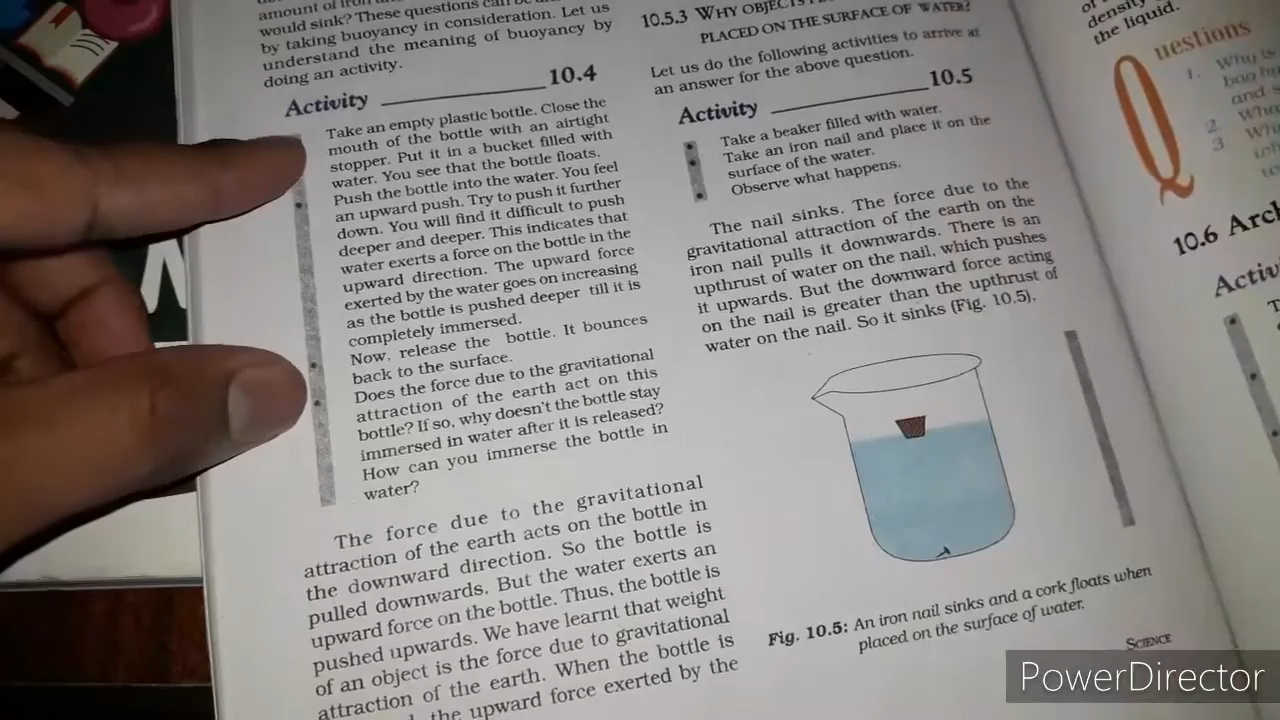 amount of iron
would sink? These questions can
by taking buoyancy in consideration. Let us
understand the meaning of buoyancy by
doing an activity.
Activity 10.4
Take an empty plastic bottle. Close the
mouth of the bottle with an airtight
stopper. Put it in a bucket filled with
water. You see that the bottle floats.
Push the bottle into the water. You feel
an upward push. Try to push it further
down. You will find it difficult to push
deeper and deeper. This indicates that
water exerts a force on the bottle in the
upward direction. The upward force
exerted by the water goes on increasing
as the bottle is pushed deeper till it is
completely immersed.
Now, release the bottle. It bounces
back to the surface.
Does the force due to the gravitational
attraction of the earth act on this
bottle? If so, why doesn't the bottle stay
immersed in water after it is released?
How can you immerse the bottle in
water?
The force due to the gravitational
attraction of the earth acts on the bottle in
the downward direction. So the bottle is
pulled downwards. But the water exerts an
upward force on the bottle. Thus, the bottle is
pushed upwards. We have learnt that weight
of an object is the force due to gravitational
attraction of the earth. When the bottle is
the upward force exerted by the
10.5.3 WHY OBJECTS
PLACED ON THE SURFACE OF WATER?
Let us do the following activities to arrive at
an answer for the above question.
Activity 10.5
Take a beaker filled with water.
Take an iron nail and place it on the
surface of the water.
Observe what happens.
The nail sinks. The force due to the
gravitational attraction of the earth on the
iron nail pulls it downwards. There is an
upthrust of water on the nail, which pushes
it upwards. But the downward force acting
on the nail is greater than the upthrust of
water on the nail. So it sinks (Fig. 10.5).
Fig. 10.5: An iron nail sinks and a cork floats when
placed on the surface of water.
SCIENCE
of
density
the liquid.
Questions
1. Why is
and
2.
3.
10.6 Arch
Activ
PowerDirector